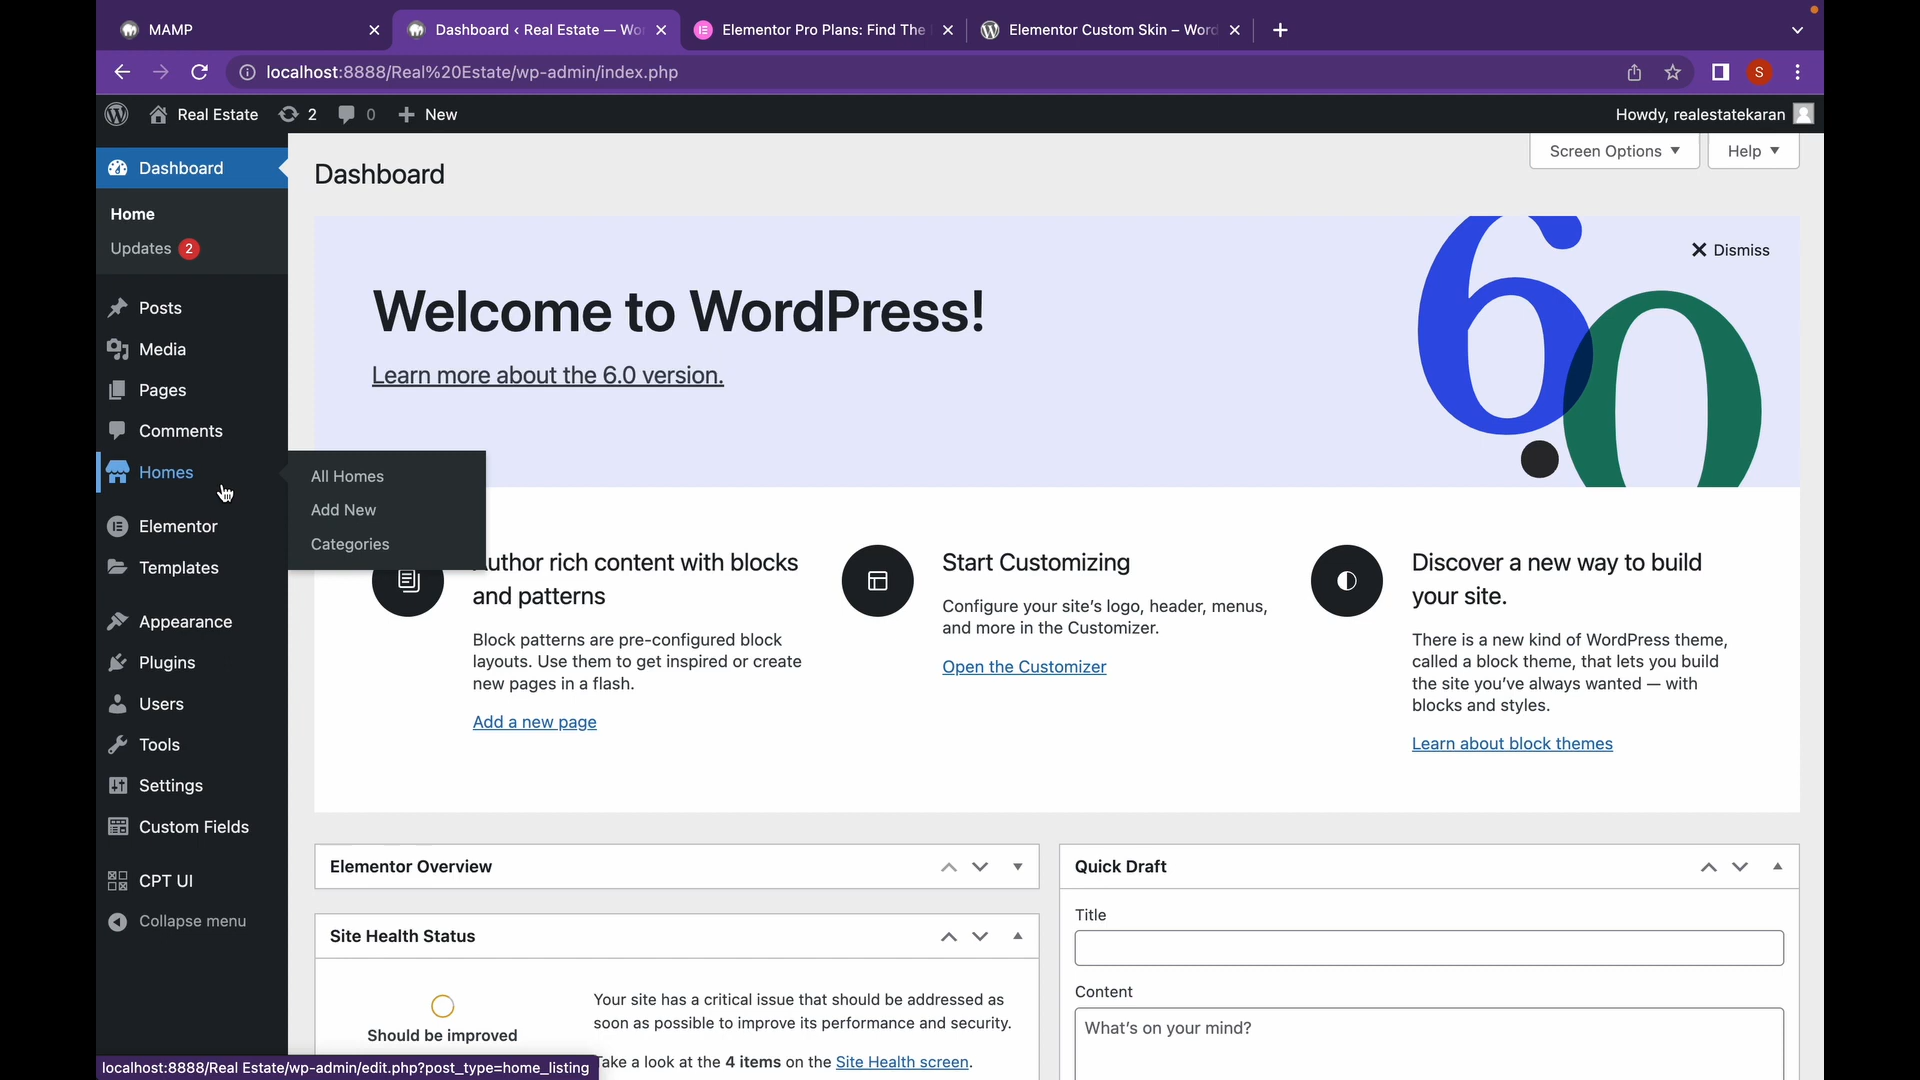 MAMP
Dashboard ‹ Real Estate — Wo
Elementor Pro Plans: Find The
Elementor Custom Skin – Word
localhost:8888/Real%20Estate/wp-admin/index.php
S
Real Estate
2
0
New
Howdy, realestatekaran
Dashboard
Home
Updates 2
Posts
Media
Pages
Comments
Homes
Elementor
Templates
Appearance
Plugins
Users
Tools
Settings
Custom Fields
CPT UI
Collapse menu
All Homes
Add New
Categories
Dashboard
Screen Options
Help
Dismiss
Welcome to WordPress!
Learn more about the 6.0 version.
60
uthor rich content with blocks
and patterns
Block patterns are pre-configured block
layouts. Use them to get inspired or create
new pages in a flash.
Add a new page
Start Customizing
Configure your site’s logo, header, menus,
and more in the Customizer.
Open the Customizer
Discover a new way to build
your site.
There is a new kind of WordPress theme,
called a block theme, that lets you build
the site you’ve always wanted — with
blocks and styles.
Learn about block themes
Elementor Overview
Site Health Status
Should be improved
Your site has a critical issue that should be addressed as
soon as possible to improve its performance and security.
Take a look at the 4 items on the Site Health screen.
Quick Draft
Title
Content
What’s on your mind?
localhost:8888/Real Estate/wp-admin/edit.php?post_type=home_listing